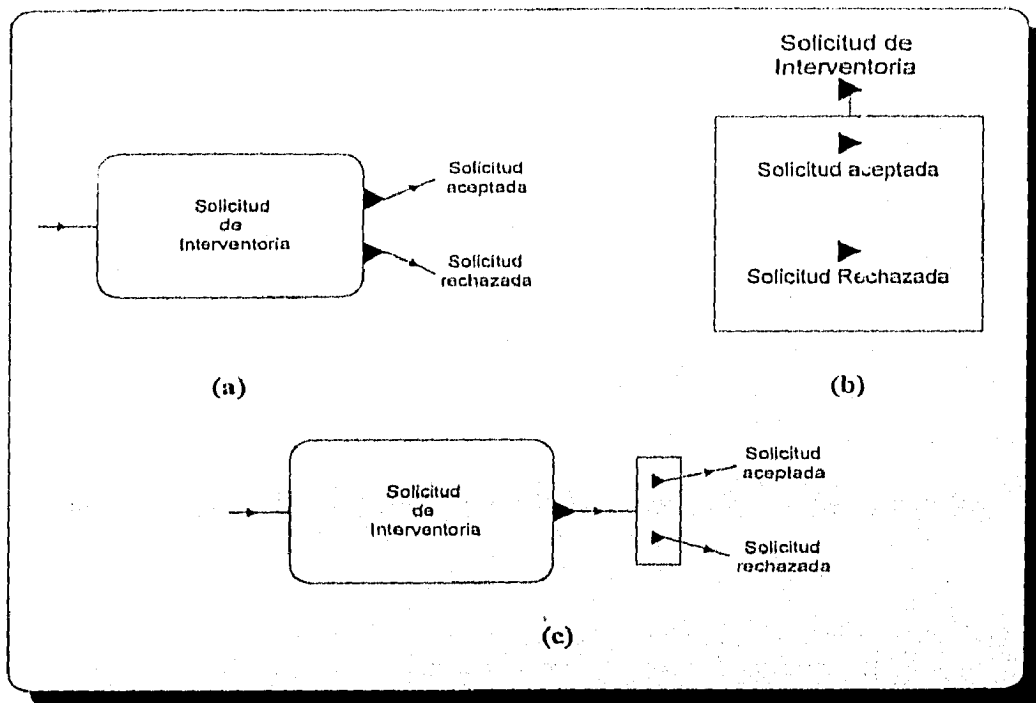 Solicitud de
Interventoria
Solicitud
aceptada
Solicitud
de
Interventoria
Solicitud
rechazada
Solicitud aceptada
Solicitud Rechazada
(a)
(b)
Solicitud
de
Interventoria
Solicitud
aceptada
Solicitud
rechazada
(c)